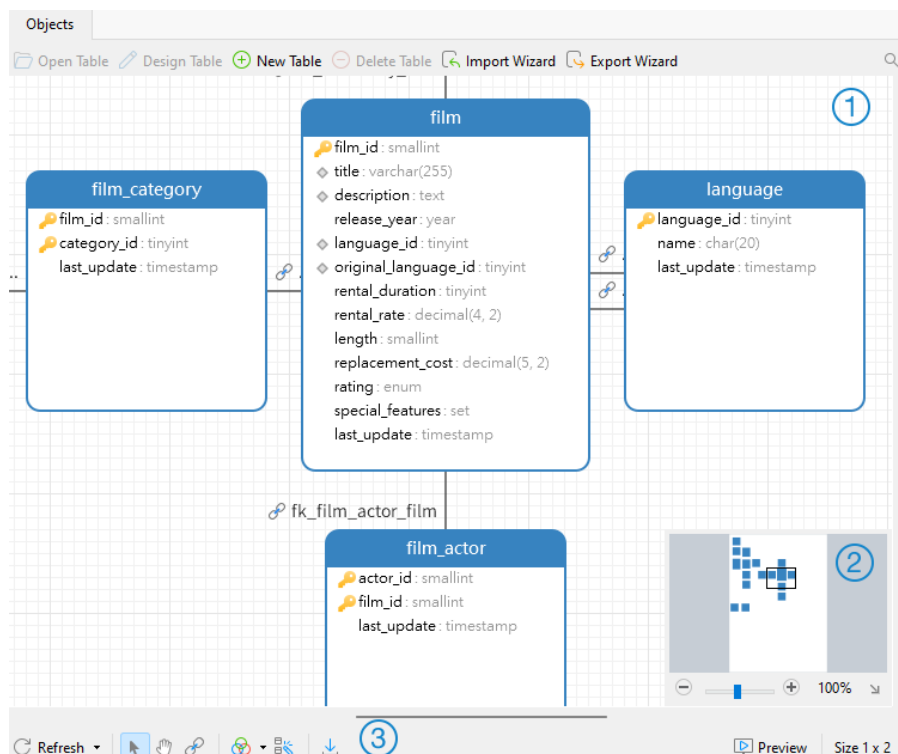 Objects
Open Table Design Table New Table Delete Table Import Wizard Export Wizard
1
film
film_id : smallint
title : varchar(255)
description : text
release_year : year
language_id : tinyint
original_language_id : tinyint
rental_duration : tinyint
rental_rate : decimal(4, 2)
length : smallint
replacement_cost : decimal(5, 2)
rating : enum
special_features : set
last_update : timestamp
film_category
film_id : smallint
category_id : tinyint
last_update : timestamp
..
language
language_id : tinyint
name : char(20)
last_update : timestamp
fk_film_actor_film
film_actor
actor_id : smallint
film_id : smallint
last_update : timestamp
2
100%
Refresh
3
Preview Size 1 x 2